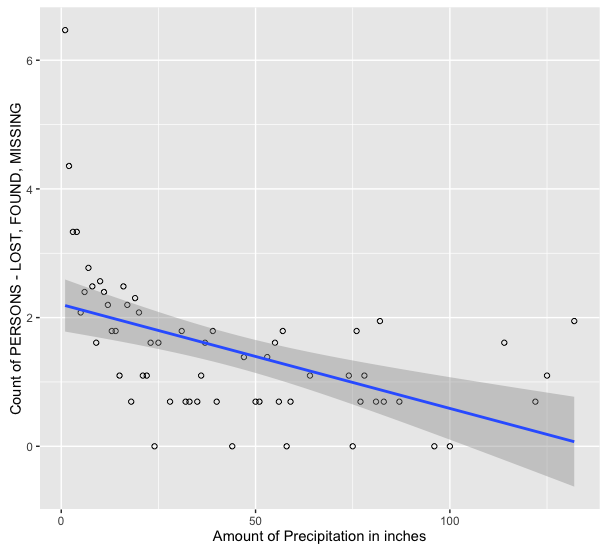 6
4
2
0
0 50 100
Count of PERSONS - LOST, FOUND, MISSING
Amount of Precipitation in inches